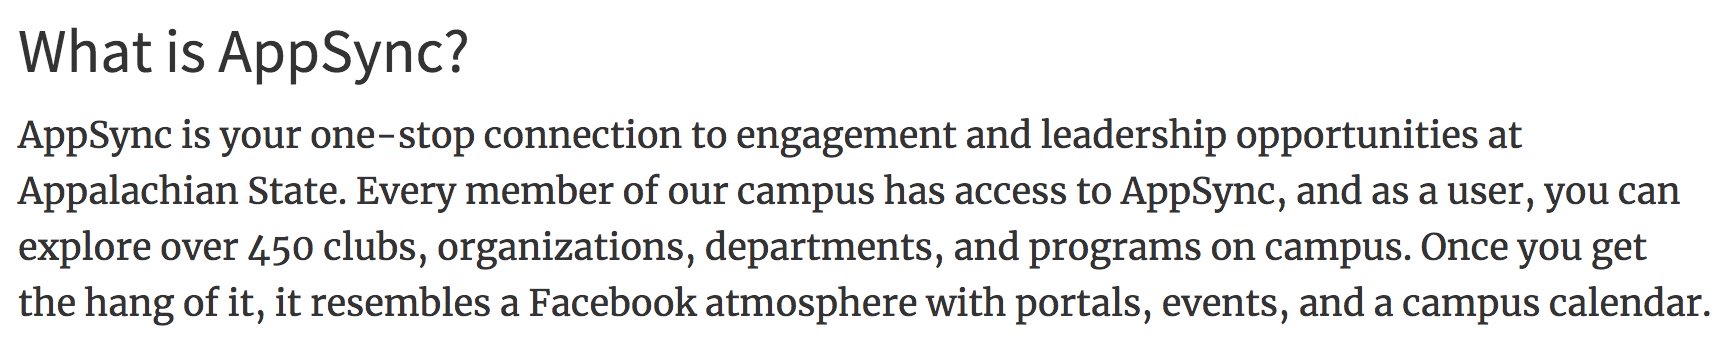 What is AppSync?
AppSync is your one-stop connection to engagement and leadership opportunities at
Appalachian State. Every member of our campus has access to AppSync, and as a user, you can
explore over 450 clubs, organizations, departments, and programs on campus. Once you get
the hang of it, it resembles a Facebook atmosphere with portals, events, and a campus calendar.